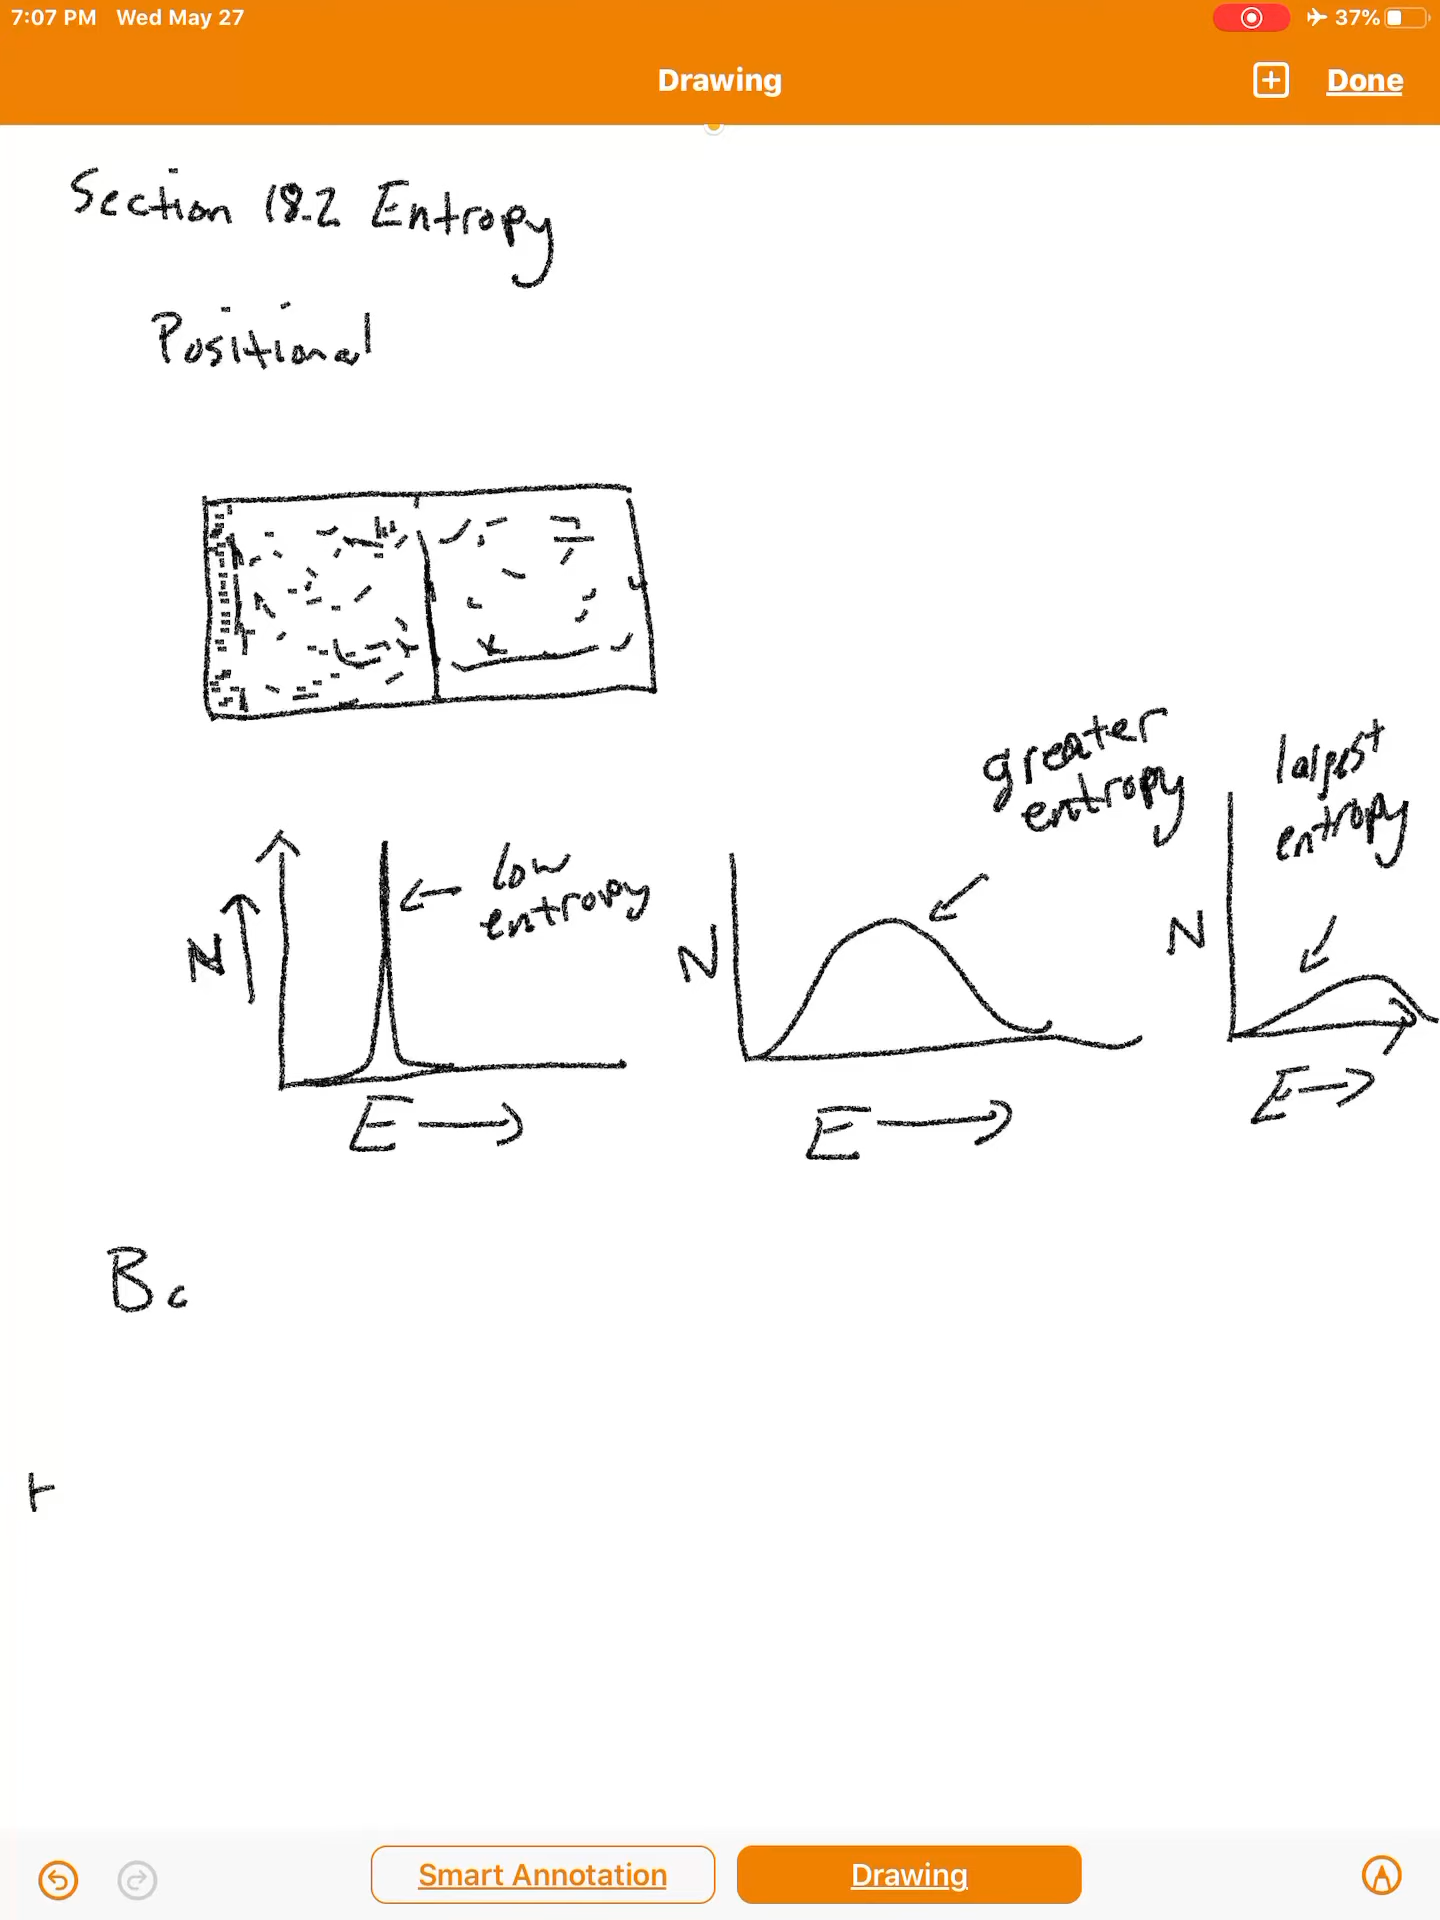 7:07 PM Wed May 27
37%
Drawing
Done
Section 18.2 Entropy
Positional
greater
entropy
largest
entropy
low
entropy
N
N
N
E
E
E
B
Smart Annotation
Drawing